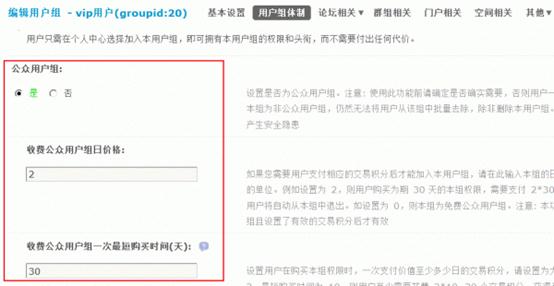 编辑用户组 - vip用户(groupid:20) 基本设置 用户组体制 论坛相关 群组相关 门户相关 空间相关 其他
用户只需在个人中心选择加入本用户组，即可拥有本用户组的权限和头衔，而不需要付出任何代价。
公众用户组:
是 否
设置是否为公众用户组。注意: 使用此功能前请确定是否确实需要，否则用户一
本组为非公众用户组，仍然无法将用户从该组中批量去除，除非删除本用户组。
产生安全隐患
收费公众用户组日价格:
2
如果您需要用户支付相应的交易积分后才能加入本用户组，请在此输入本组的日
的单位。例如设置为 2，则用户购买为期 30 天的本组权限，需要支付 2*30
用户将自动从本组中退出。如设置为 0，则本组为免费公众用户组。注意: 本功
组且设置了有效的交易积分后才有效
收费公众用户组一次最短购买时间(天): ?
30
设置用户在购买本组权限时，一次支付价值至少多少日的交易积分，请设置为大